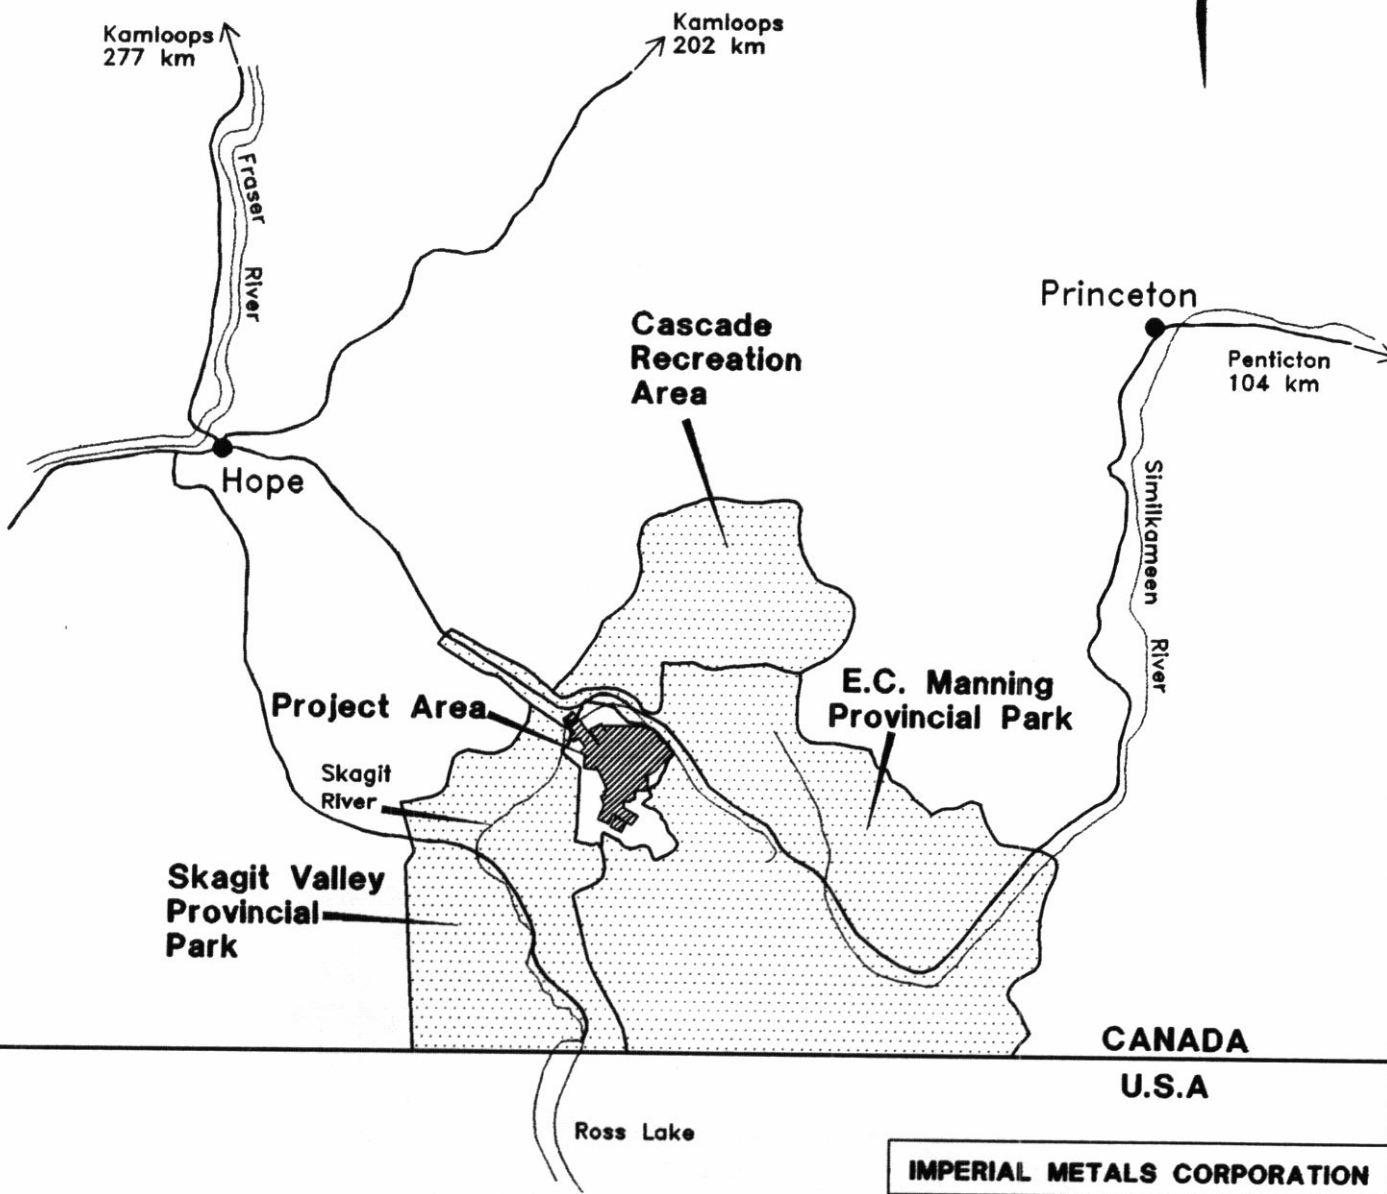 Kamloops
277 km
Kamloops
202 km
Fraser River
Princeton
Penticton
104 km
Cascade
Recreation
Area
Hope
Similkameen River
E.C. Manning
Provincial Park
Project Area
Skagit
River
Skagit Valley
Provincial
Park
CANADA
U.S.A
Ross Lake
IMPERIAL METALS CORPORATION